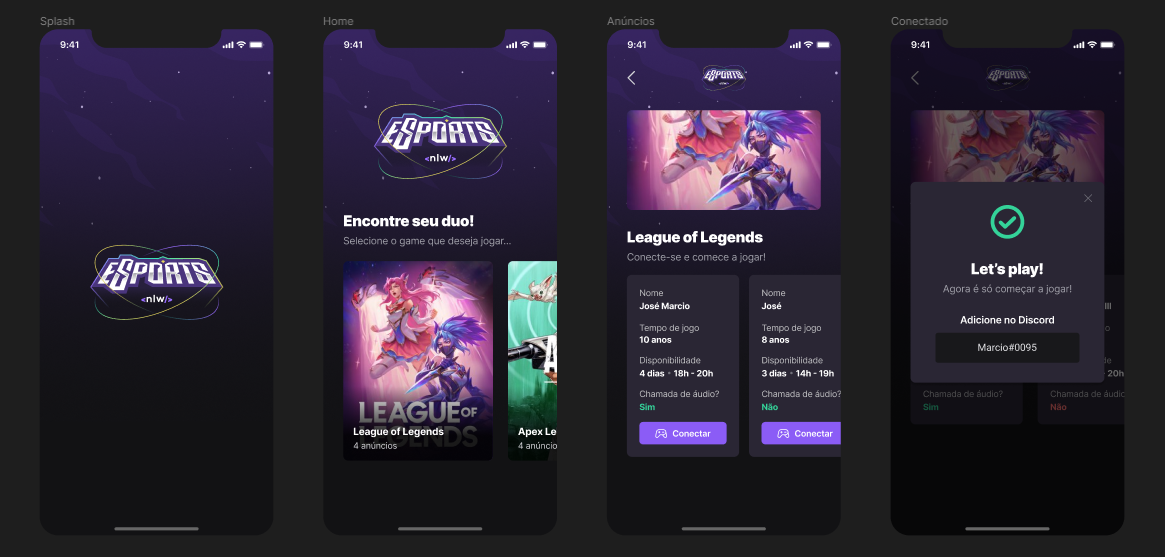 Splash
9:41
ESPORTS
<nlw/>
Home
9:41
ESPORTS
<nlw/>
Encontre seu duo!
Selecione o game que deseja jogar...
LEAGUE OF
LEGENDS
League of Legends
4 anúncios
A
Apex Le
4 anúncio
Anúncios
9:41
ESPORTS
League of Legends
Conecte-se e comece a jogar!
Nome
José Marcio
Tempo de jogo
10 anos
Disponibilidade
4 dias • 18h - 20h
Chamada de áudio?
Sim
Conectar
Nome
José
Tempo de jogo
8 anos
Disponibilidade
3 dias • 14h - 19h
Chamada de áudio?
Não
Conectar
Conectado
9:41
ESPORTS
Let's play!
Agora é só começar a jogar!
Adicione no Discord
Marcio#0095
Chamada de áudio?
Sim
20h
Chamada de áudio
Não